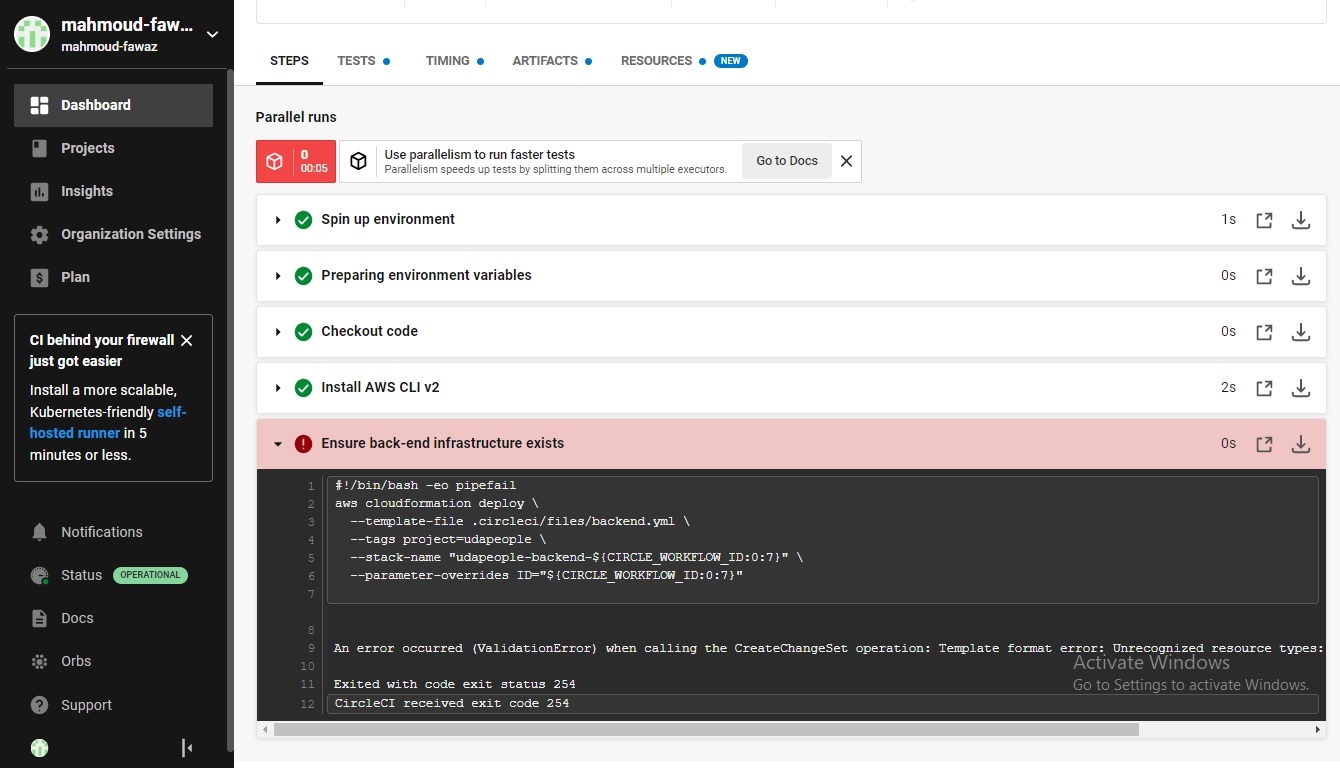 mahmoud-faw...
mahmoud-fawaz
Dashboard
Projects
Insights
Organization Settings
Plan
CI behind your firewall
just got easier
Install a more scalable,
Kubernetes-friendly self-
hosted runner in 5
minutes or less.
Notifications
Status OPERATIONAL
Docs
Orbs
Support
STEPS TESTS TIMING ARTIFACTS RESOURCES NEW
Parallel runs
0
00:05
Use parallelism to run faster tests
Parallelism speeds up tests by splitting them across multiple executors.
Go to Docs
Spin up environment 1s
Preparing environment variables 0s
Checkout code 0s
Install AWS CLI v2 2s
Ensure back-end infrastructure exists 0s
1 #!/bin/bash -eo pipefail
2 aws cloudformation deploy \
3 --template-file .circleci/files/backend.yml \
4 --tags project=udapeople \
5 --stack-name "udapeople-backend-${CIRCLE_WORKFLOW_ID:0:7}" \
6 --parameter-overrides ID="${CIRCLE_WORKFLOW_ID:0:7}"
7
8
9 An error occurred (ValidationError) when calling the CreateChangeSet operation: Template format error: Unrecognized resource types:
10
11 Exited with code exit status 254
12 CircleCI received exit code 254
Activate Windows
Go to Settings to activate Windows.